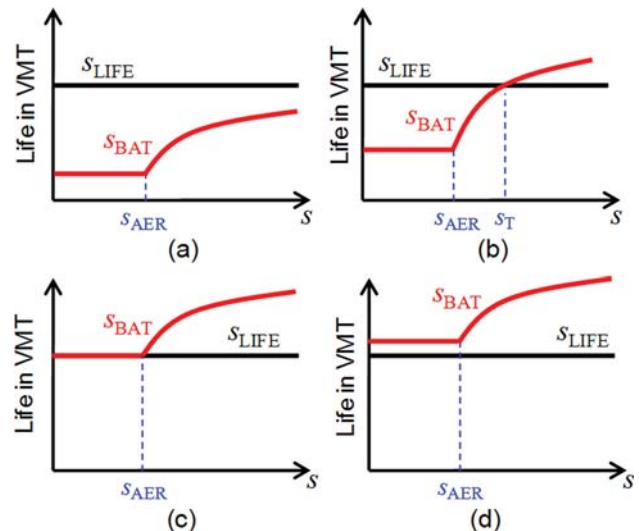 Life in VMT
s_LIFE
s_BAT
s_AER
s
(a)
Life in VMT
s_LIFE
s_BAT
s_AER
s_T
s
(b)
Life in VMT
s_BAT
s_LIFE
s_AER
s
(c)
Life in VMT
s_BAT
s_LIFE
s_AER
s
(d)